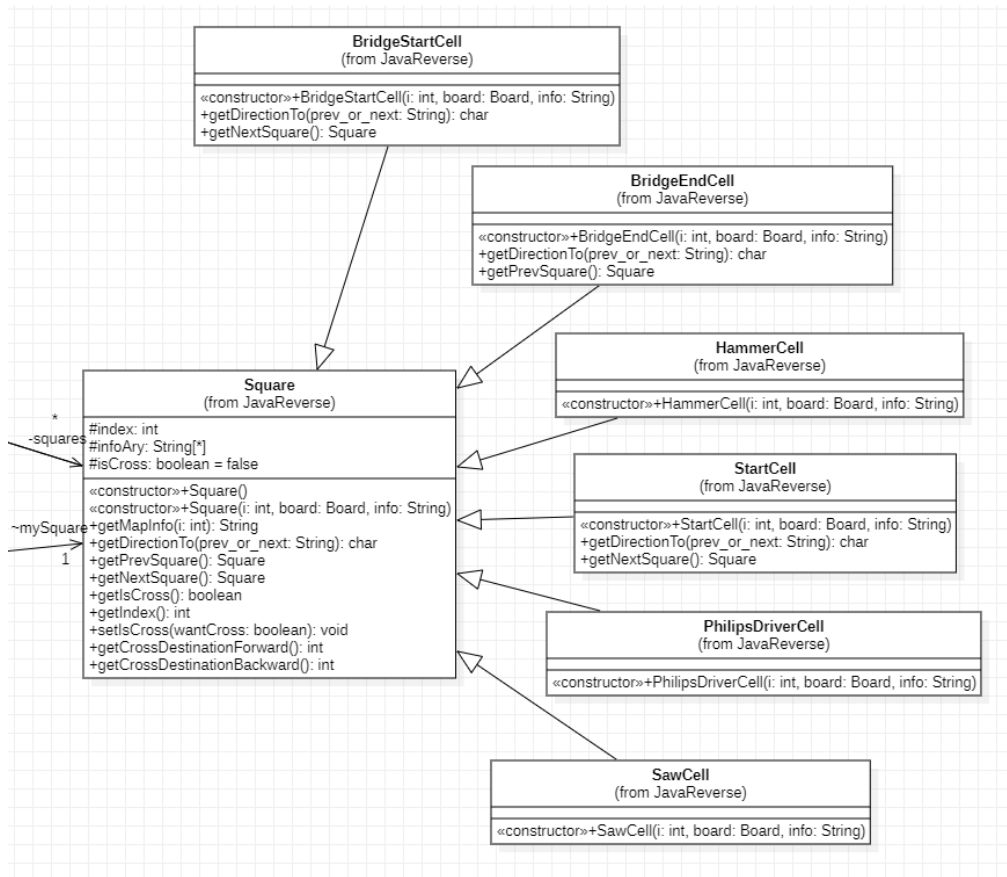 BridgeStartCell
(from JavaReverse)
«constructor»+BridgeStartCell(i: int, board: Board, info: String)
+getDirectionTo(prev_or_next: String): char
+getNextSquare(): Square
BridgeEndCell
(from JavaReverse)
«constructor»+BridgeEndCell(i: int, board: Board, info: String)
+getDirectionTo(prev_or_next: String): char
+getPrevSquare(): Square
HammerCell
(from JavaReverse)
«constructor»+HammerCell(i: int, board: Board, info: String)
*
-squares
~mySquare
1
Square
(from JavaReverse)
#index: int
#infoAry: String[*]
#isCross: boolean = false
«constructor»+Square()
«constructor»+Square(i: int, board: Board, info: String)
+getMapInfo(i: int): String
+getDirectionTo(prev_or_next: String): char
+getPrevSquare(): Square
+getNextSquare(): Square
+getIsCross(): boolean
+getIndex(): int
+setIsCross(wantCross: boolean): void
+getCrossDestinationForward(): int
+getCrossDestinationBackward(): int
StartCell
(from JavaReverse)
«constructor»+StartCell(i: int, board: Board, info: String)
+getDirectionTo(prev_or_next: String): char
+getNextSquare(): Square
PhilipsDriverCell
(from JavaReverse)
«constructor»+PhilipsDriverCell(i: int, board: Board, info: String)
SawCell
(from JavaReverse)
«constructor»+SawCell(i: int, board: Board, info: String)